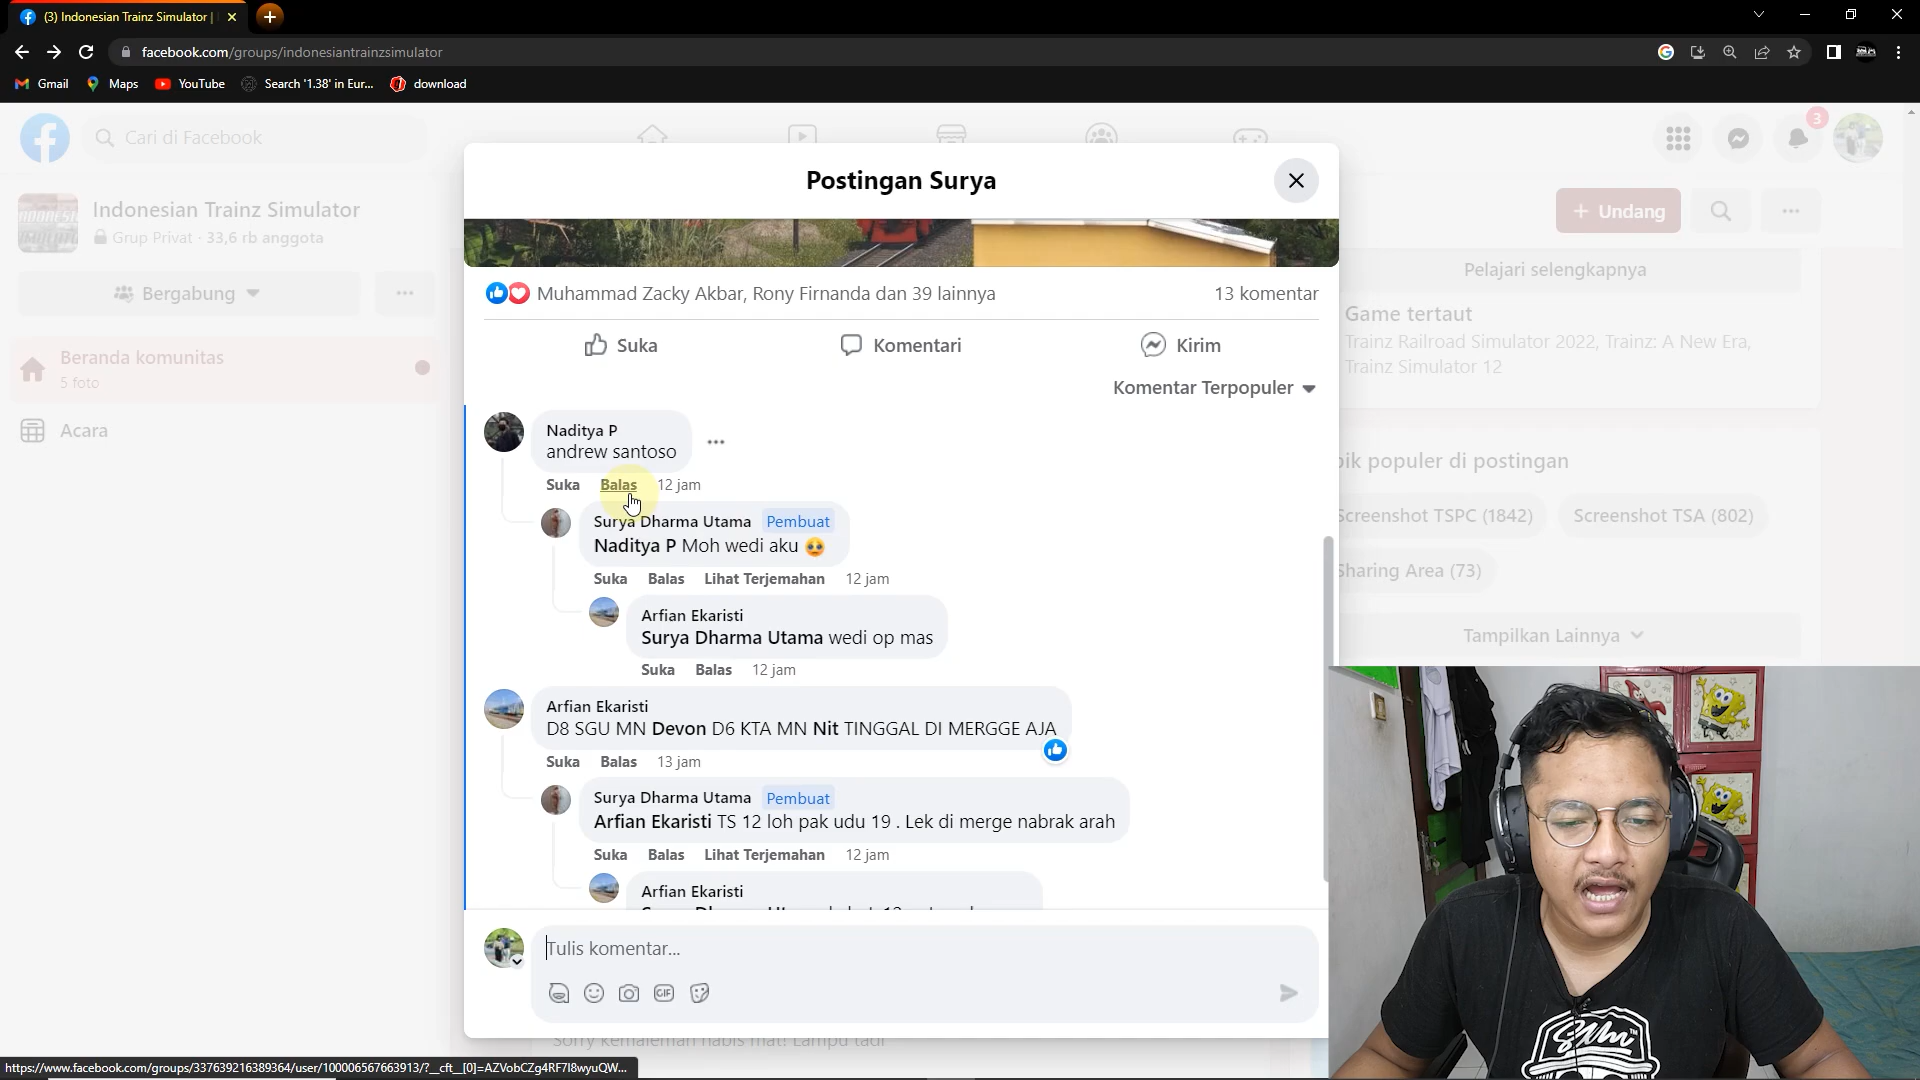 (3) Indonesian Trainz Simulator |
facebook.com/groups/indonesiantrainzsimulator
Gmail
Maps
YouTube
Search '1.38' in Eur...
download
Cari di Facebook
3
Indonesian Trainz Simulator
Grup Privat · 33,6 rb anggota
Bergabung
Beranda komunitas
5 foto
Acara
Undang
Pelajari selengkapnya
Game tertaut
Trainz Railroad Simulator 2022, Trainz: A New Era,
Trainz Simulator 12
populer di postingan
Screenshot TSPC (1842)
Screenshot TSA (802)
Sharing Area (73)
Tampilkan Lainnya
Postingan Surya
Muhammad Zacky Akbar, Rony Firnanda dan 39 lainnya
13 komentar
Suka
Komentari
Kirim
Komentar Terpopuler
Naditya P
andrew santoso
Suka Balas 12 jam
Surya Dharma Utama Pembuat
Naditya P Moh wedi aku 🥺
Suka Balas Lihat Terjemahan 12 jam
Arfian Ekaristi
Surya Dharma Utama wedi op mas
Suka Balas 12 jam
Arfian Ekaristi
D8 SGU MN Devon D6 KTA MN Nit TINGGAL DI MERGGE AJA
Suka Balas 13 jam
Surya Dharma Utama Pembuat
Arfian Ekaristi TS 12 loh pak udu 19 . Lek di merge nabrak arah
Suka Balas Lihat Terjemahan 12 jam
Arfian Ekaristi
Tulis komentar...
GIF
Sorry kemaleman habis mat! Lampu tadi
https://www.facebook.com/groups/337639216389364/user/100006567663913/?__cft__[0]=AZVobCZg4RF7I8wyuQW...